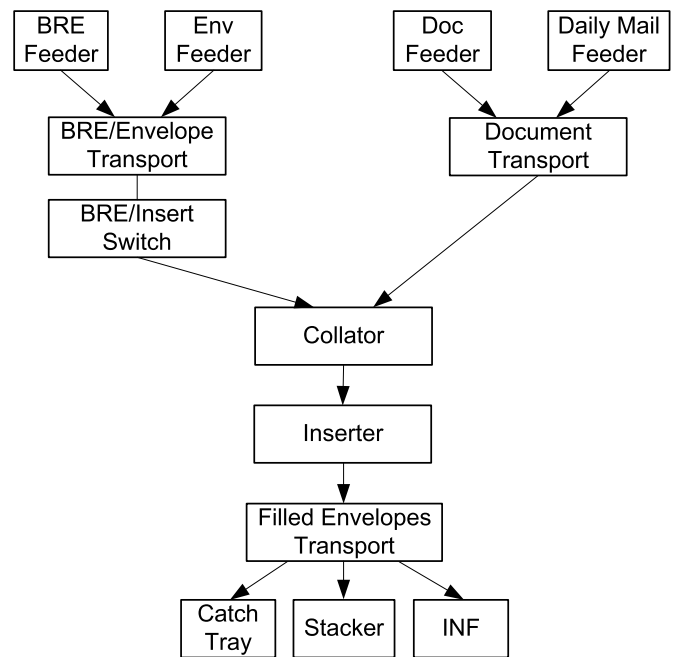 BRE
Feeder
Env
Feeder
Doc
Feeder
Daily Mail
Feeder
BRE/Envelope
Transport
Document
Transport
BRE/Insert
Switch
Collator
Inserter
Filled Envelopes
Transport
Catch
Tray
Stacker
INF